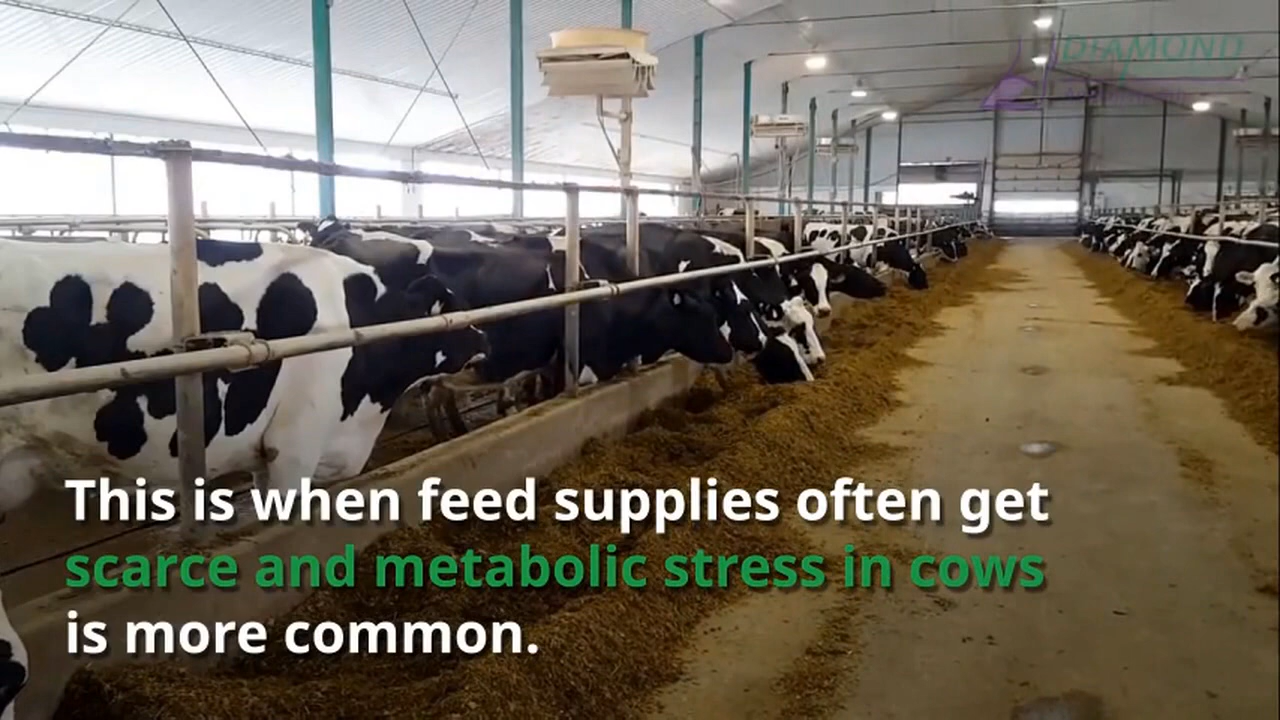 DIAMOND
This is when feed supplies often get
scarce and metabolic stress in cows
is more common.